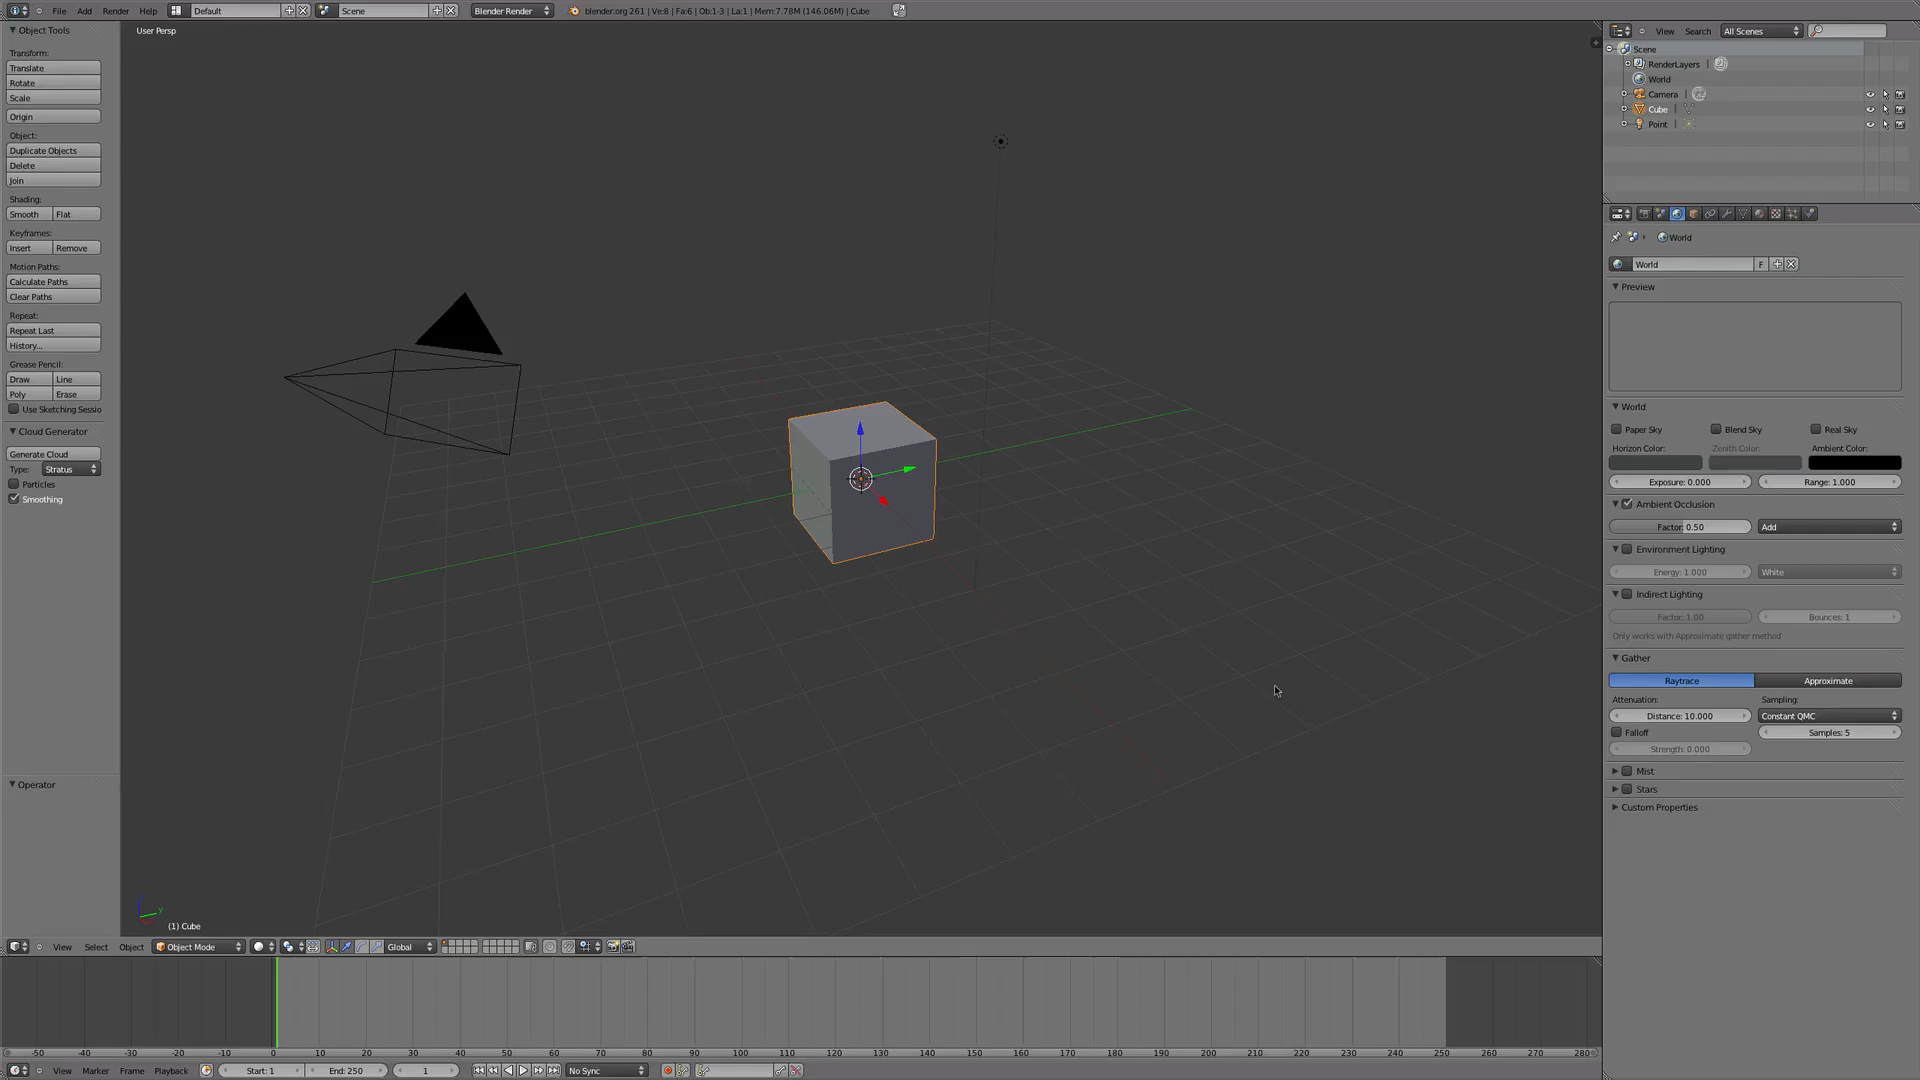 File Add Render Help Default Scene Blender Render blender.org 261 | Ve:8 | Fa:6 | Ob:1-3 | La:1 | Mem:7.78M (146.06M) | Cube
Object Tools
Transform:
Translate
Rotate
Scale
Origin
Object:
Duplicate Objects
Delete
Join
Shading:
Smooth Flat
Keyframes:
Insert Remove
Motion Paths:
Calculate Paths
Clear Paths
Repeat:
Repeat Last
History...
Grease Pencil:
Draw Line
Poly Erase
Use Sketching Sessio
Cloud Generator
Generate Cloud
Type: Stratus
Particles
Smoothing
Operator
User Persp
y
(1) Cube
View Select Object Object Mode Global
-50 -40 -30 -20 -10 0 10 20 30 40 50 60 70 80 90 100 110 120 130 140 150 160 170 180 190 200 210 220 230 240 250 260 270 280
View Marker Frame Playback Start: 1 End: 250 1 No Sync
View Search All Scenes
Scene
RenderLayers |
World
Camera |
Cube |
Point |
World
World F
Preview
World
Paper Sky Blend Sky Real Sky
Horizon Color: Zenith Color: Ambient Color:
Exposure: 0.000 Range: 1.000
Ambient Occlusion
Factor: 0.50 Add
Environment Lighting
Energy: 1.000 White
Indirect Lighting
Factor: 1.00 Bounces: 1
Only works with Approximate gather method
Gather
Raytrace Approximate
Attenuation: Sampling:
Distance: 10.000 Constant QMC
Falloff Samples: 5
Strength: 0.000
Mist
Stars
Custom Properties